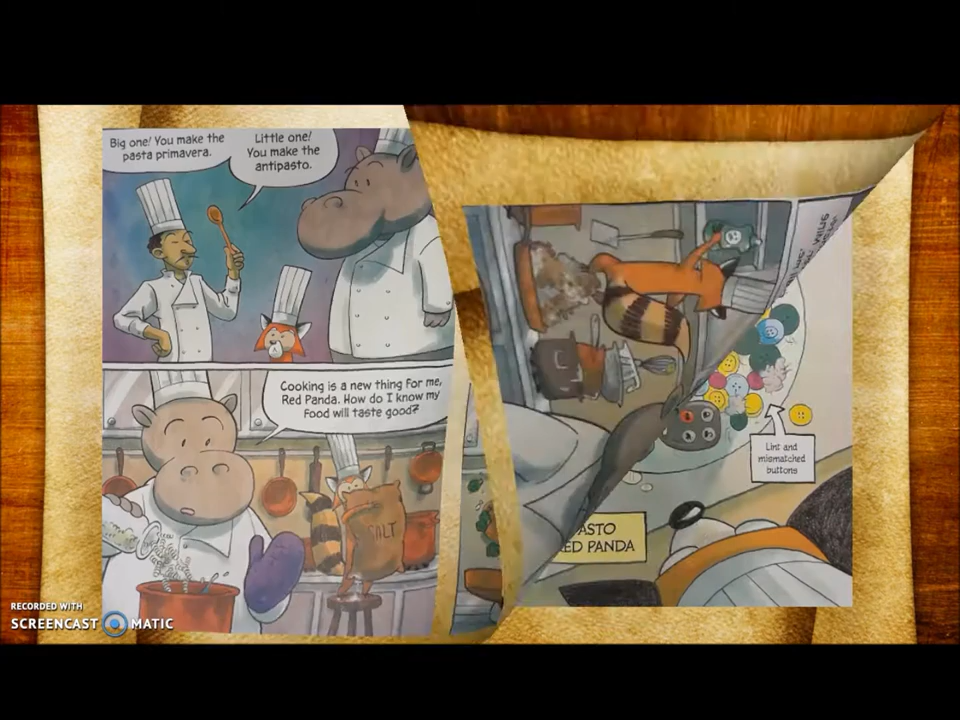 Big one! You make the
pasta primavera.
Little one!
You make the
antipasto.
Cooking is a new thing for me,
Red Panda. How do I know my
food will taste good?
SALT
Lint and
mismatched
buttons
ASTO
ED PANDA
RECORDED WITH
SCREENCAST MATIC